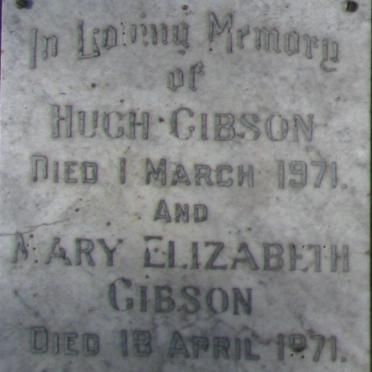 In Loving Memory
of
HUGH GIBSON
DIED 1 MARCH 1971.
AND
MARY ELIZABETH
GIBSON
DIED 18 APRIL 1971.